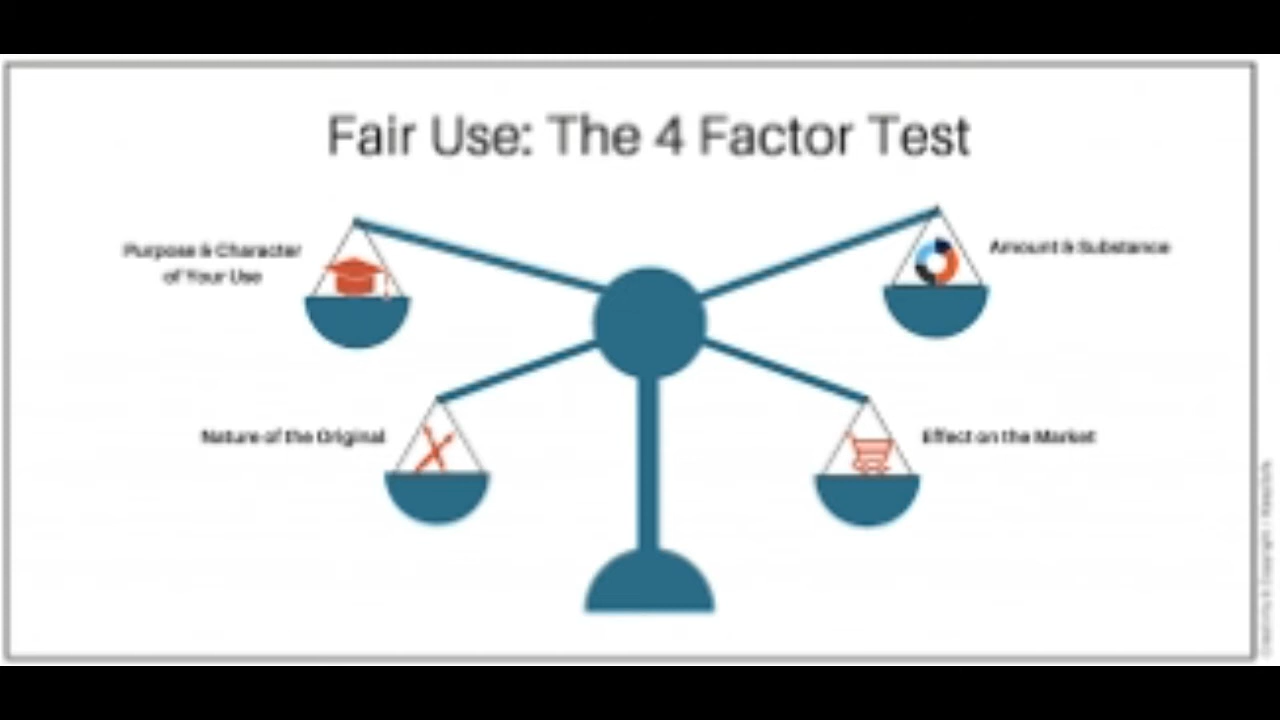 Fair Use: The 4 Factor Test
Purpose & Character
of Your Use
Amount & Substance
Nature of the Original
Effect on the Market